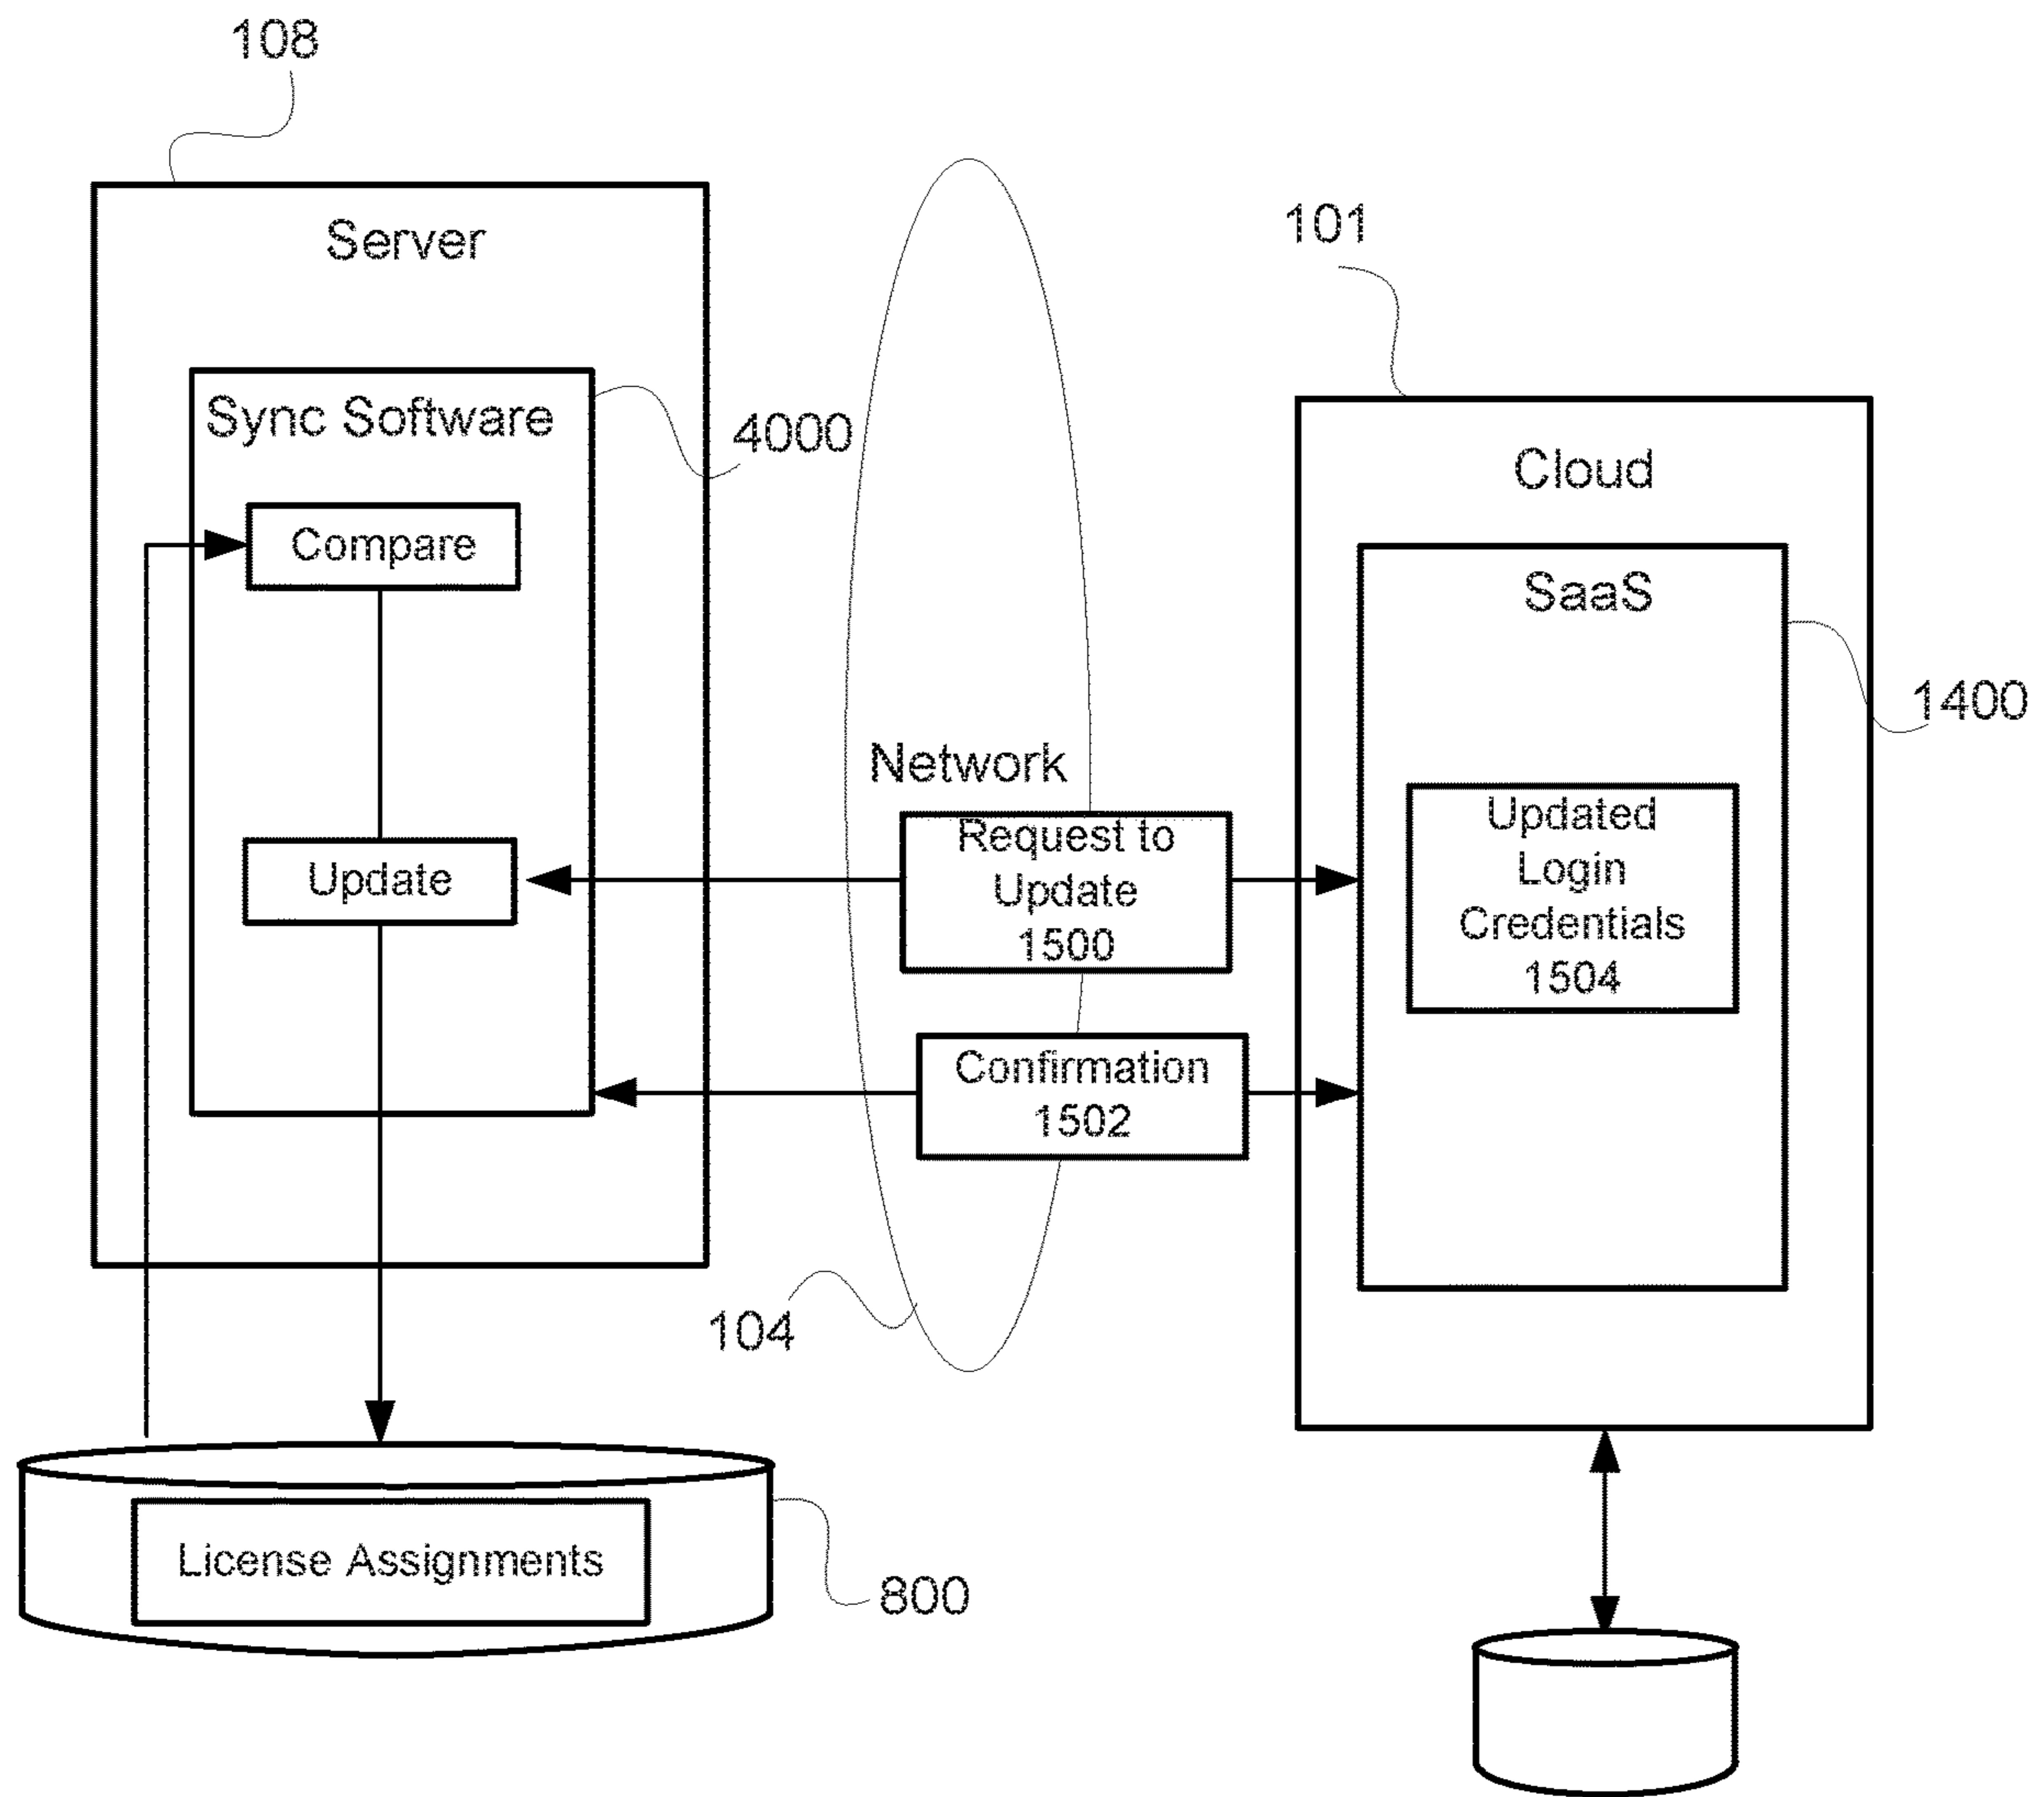 108
Server
101
Sync Software
4000
Cloud
Compare
SaaS
1400
Network
Request to
Update
1500
Updated
Login
Credentials
1504
Update
Confirmation
1502
104
License Assignments
800